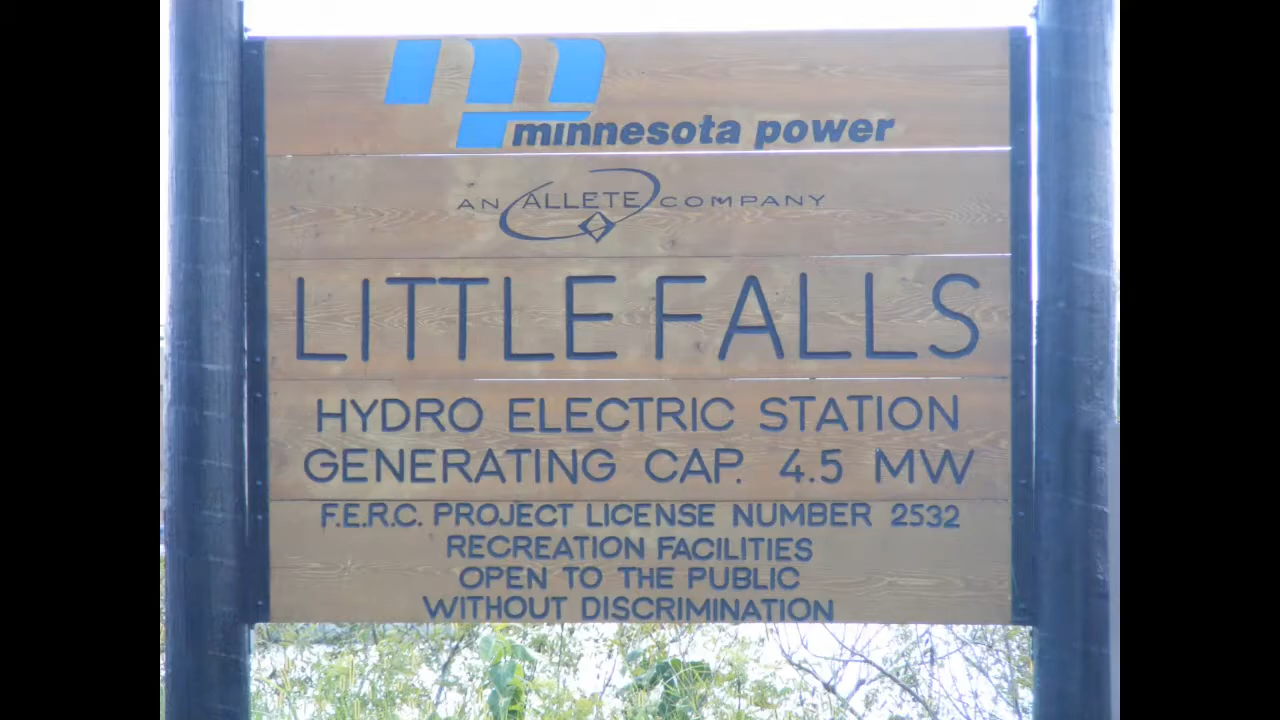 minnesota power
AN ALLETE COMPANY
LITTLE FALLS
HYDRO ELECTRIC STATION
GENERATING CAP. 4.5 MW
F.E.R.C. PROJECT LICENSE NUMBER 2532
RECREATION FACILITIES
OPEN TO THE PUBLIC
WITHOUT DISCRIMINATION